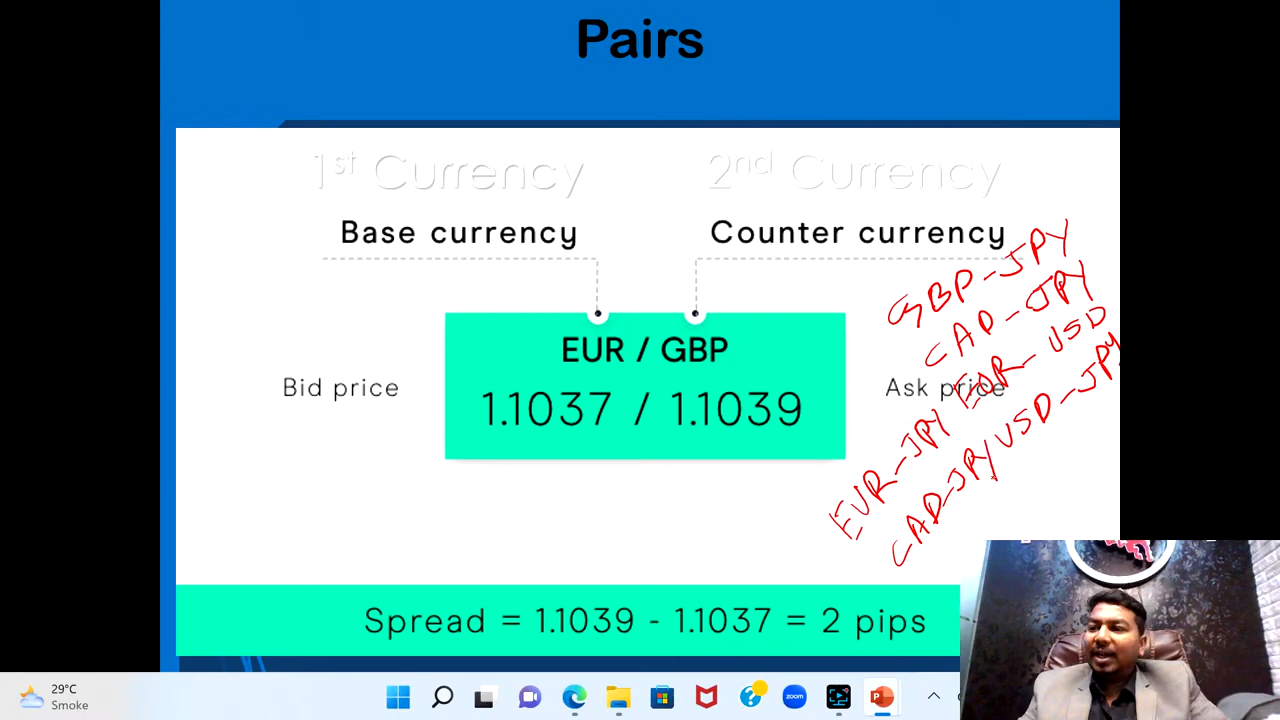 Pairs
1st Currency
2nd Currency
Base currency
Counter currency
GBP-JPY
CAD-JPY
EUR / GBP
EUR-USD
Bid price
Ask price
1.1037 / 1.1039
USD-JPY
EUR-JPY
CAD-JPY
Spread = 1.1039 - 1.1037 = 2 pips
29°C
Smoke
zoom